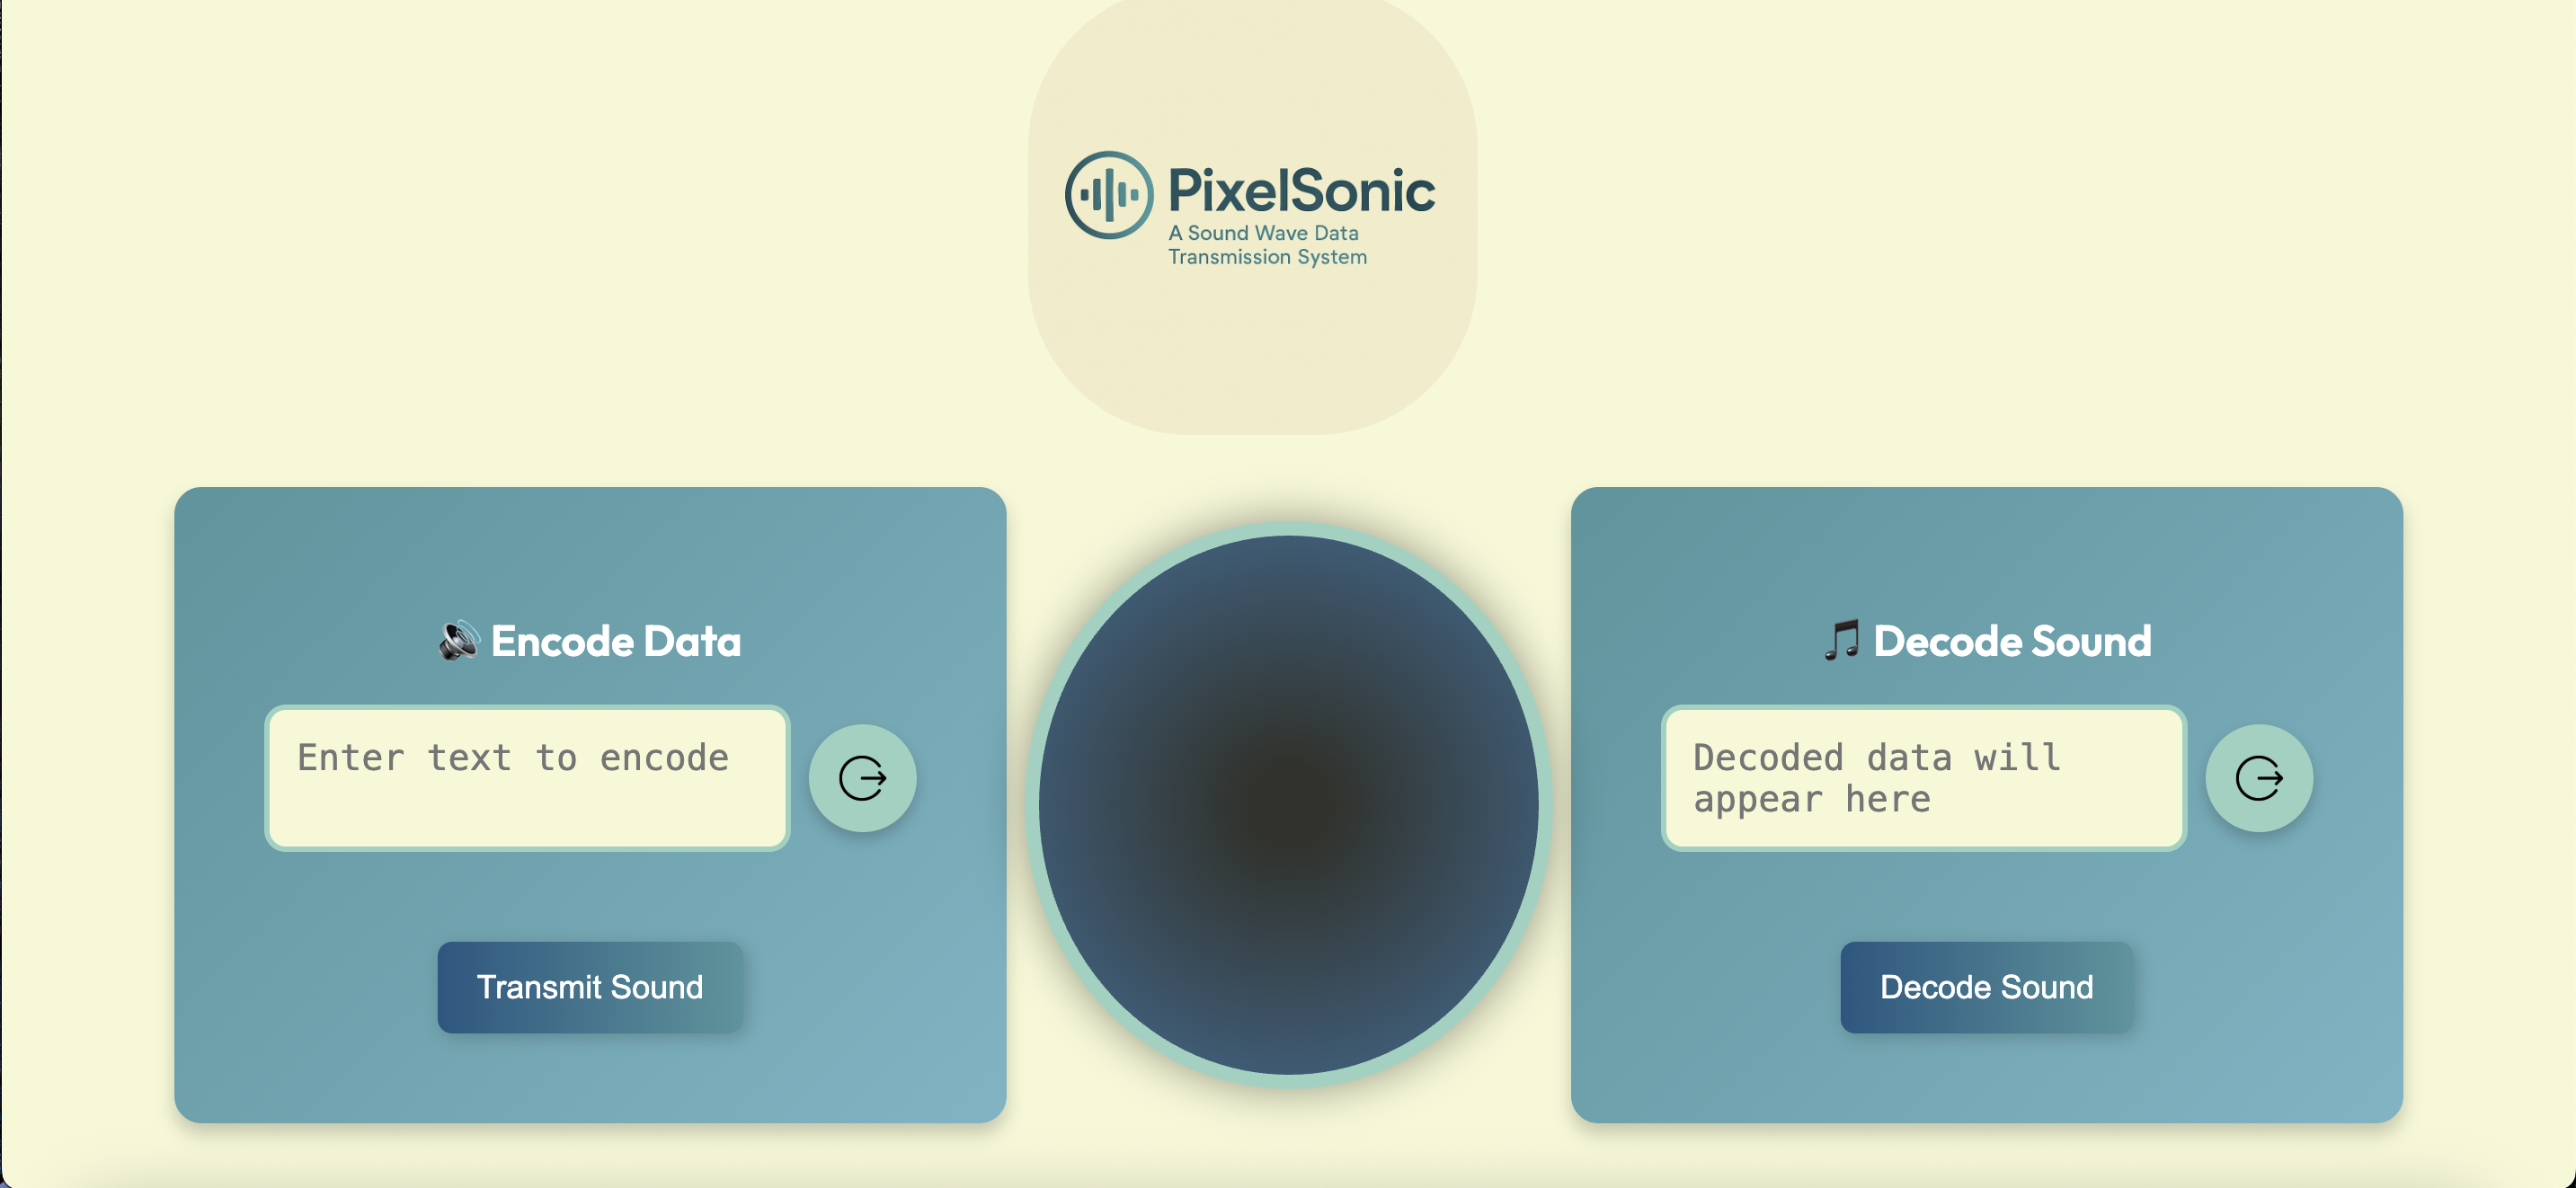 PixelSonic
A Sound Wave Data
Transmission System
🔊 Encode Data
Enter text to encode
Transmit Sound
🎵 Decode Sound
Decoded data will
appear here
Decode Sound